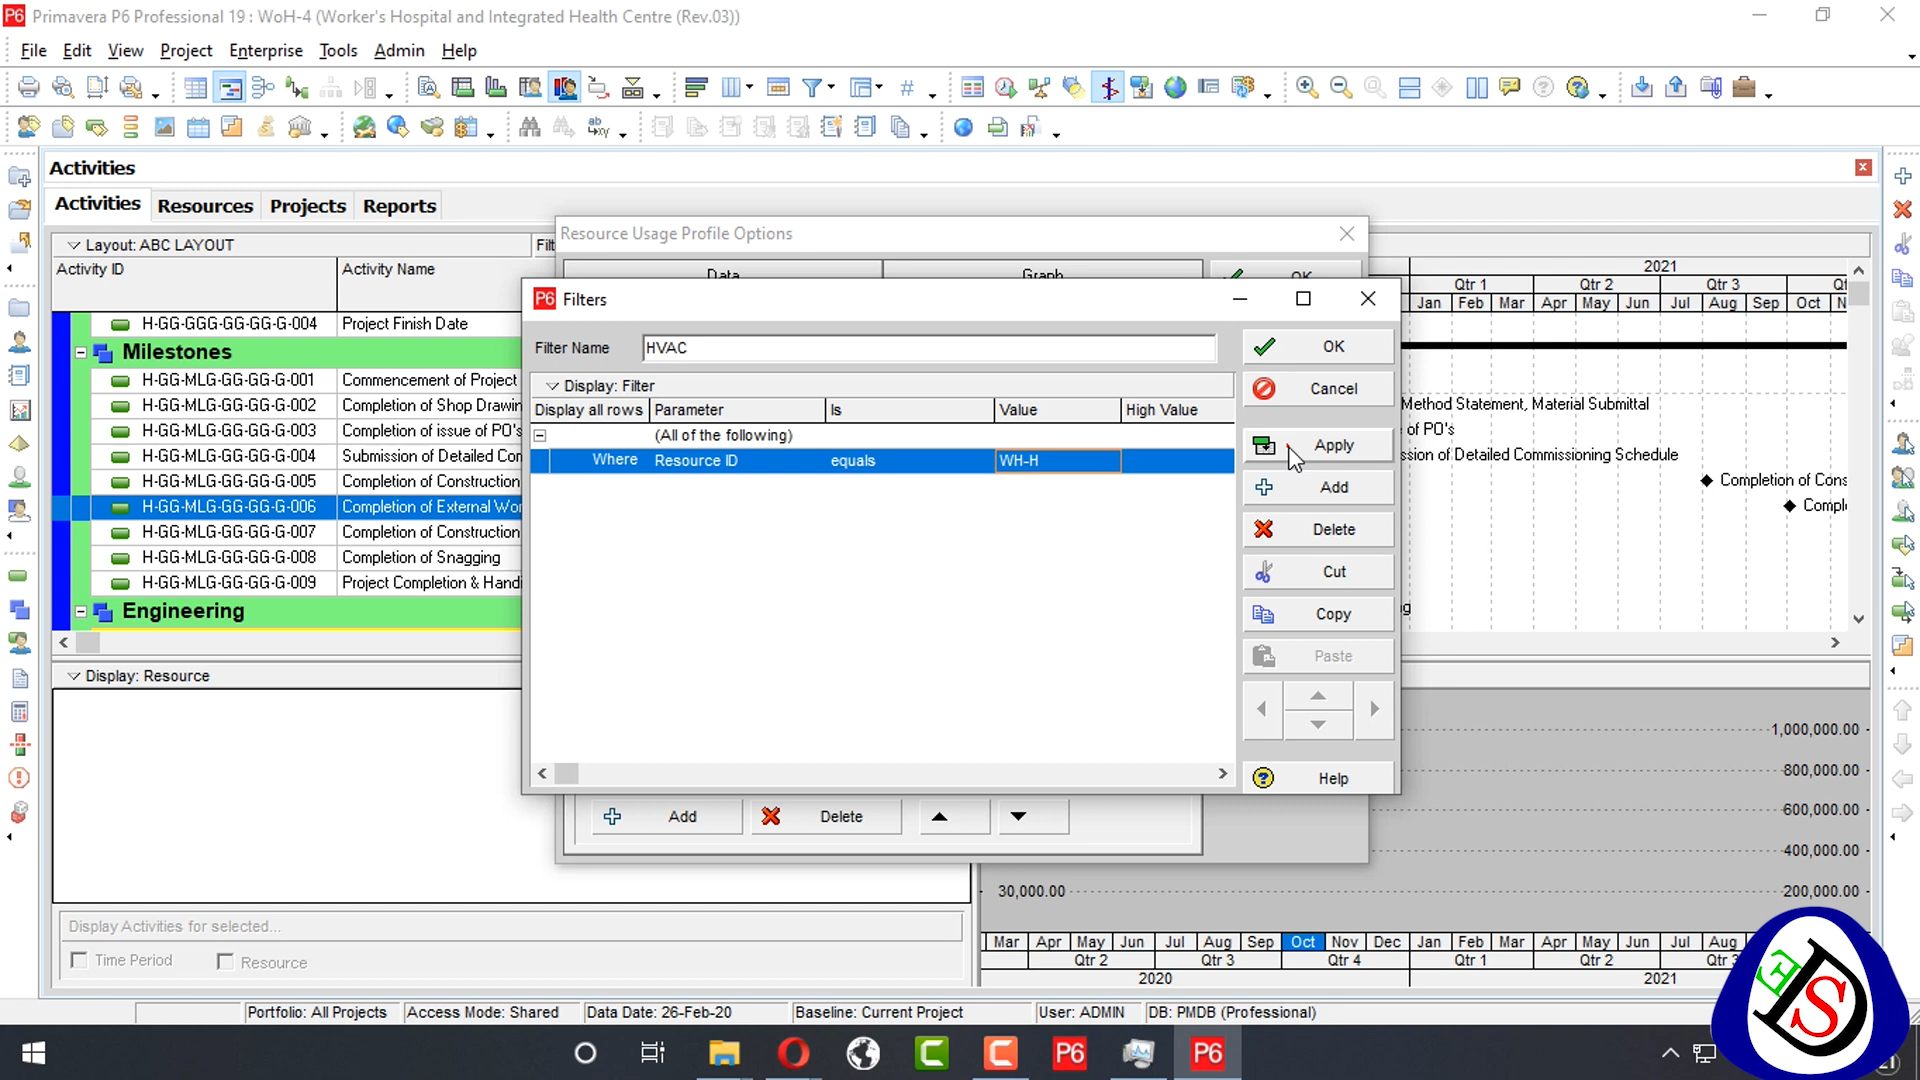 Primavera P6 Professional 19 : WoH-4 (Worker's Hospital and Integrated Health Centre (Rev.03))
File Edit View Project Enterprise Tools Admin Help
Activities
Activities Resources Projects Reports
Layout: ABC LAYOUT
Activity ID Activity Name
H-GG-GGG-GG-GG-G-004 Project Finish Date
Milestones
H-GG-MLG-GG-GG-G-001 Commencement of Project
H-GG-MLG-GG-GG-G-002 Completion of Shop Drawin
H-GG-MLG-GG-GG-G-003 Completion of issue of PO's
H-GG-MLG-GG-GG-G-004 Submission of Detailed Con
H-GG-MLG-GG-GG-G-005 Completion of Construction
H-GG-MLG-GG-GG-G-006 Completion of External Wor
H-GG-MLG-GG-GG-G-007 Completion of Construction
H-GG-MLG-GG-GG-G-008 Completion of Snagging
H-GG-MLG-GG-GG-G-009 Project Completion & Handi
Engineering
Display: Resource
Display Activities for selected...
Time Period Resource
Resource Usage Profile Options
Data Graph OK
P6 Filters
Filter Name HVAC
Display: Filter
Display all rows Parameter Is Value High Value
(All of the following)
Where Resource ID equals WH-H
OK
Cancel
Apply
Add
Delete
Cut
Copy
Paste
Help
Add Delete
2021
Qtr 1 Qtr 2 Qtr 3
Jan Feb Mar Apr May Jun Jul Aug Sep Oct N
Method Statement, Material Submittal
e of PO's
ssion of Detailed Commissioning Schedule
Completion of Cons
Comple
1,000,000.00
800,000.00
600,000.00
400,000.00
30,000.00 200,000.00
Mar Apr May Jun Jul Aug Sep Oct Nov Dec Jan Feb Mar Apr May Jun Jul Aug
Qtr 2 Qtr 3 Qtr 4 Qtr 1 Qtr 2
2020 2021
Portfolio: All Projects Access Mode: Shared Data Date: 26-Feb-20 Baseline: Current Project User: ADMIN DB: PMDB (Professional)
P6 P6